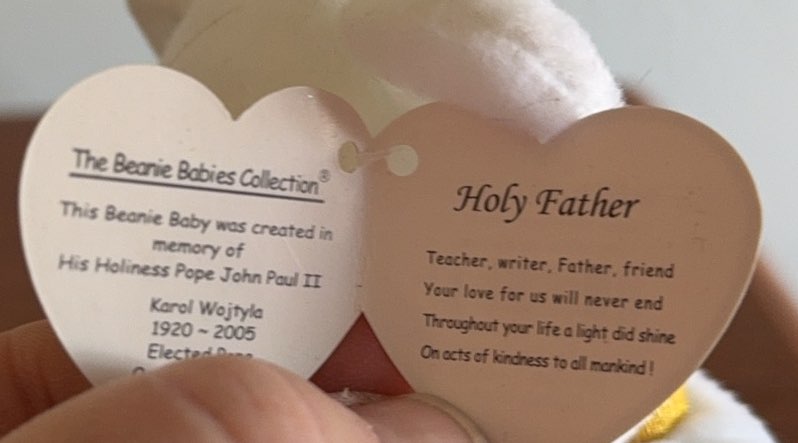 The Beanie Babies Collection®
This Beanie Baby was created in
memory of
His Holiness Pope John Paul II
Karol Wojtyla
1920 ~ 2005
Elected
Holy Father
Teacher, writer, Father, friend
Your love for us will never end
Throughout your life a light did shine
On acts of kindness to all mankind!